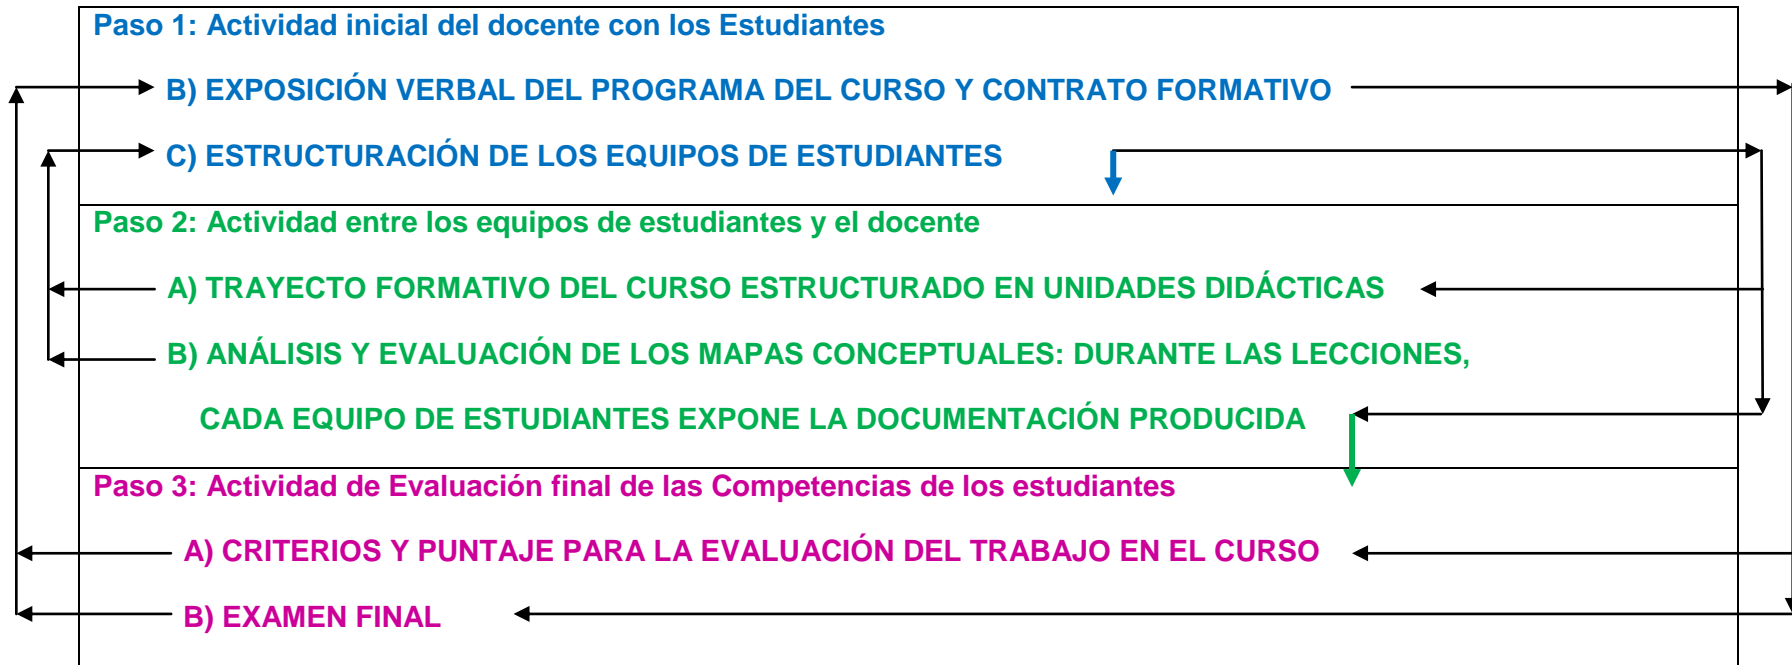 Paso 1: Actividad inicial del docente con los Estudiantes
B) EXPOSICIÓN VERBAL DEL PROGRAMA DEL CURSO Y CONTRATO FORMATIVO
C) ESTRUCTURACIÓN DE LOS EQUIPOS DE ESTUDIANTES
Paso 2: Actividad entre los equipos de estudiantes y el docente
A) TRAYECTO FORMATIVO DEL CURSO ESTRUCTURADO EN UNIDADES DIDÁCTICAS
B) ANÁLISIS Y EVALUACIÓN DE LOS MAPAS CONCEPTUALES: DURANTE LAS LECCIONES,
CADA EQUIPO DE ESTUDIANTES EXPONE LA DOCUMENTACIÓN PRODUCIDA
Paso 3: Actividad de Evaluación final de las Competencias de los estudiantes
A) CRITERIOS Y PUNTAJE PARA LA EVALUACIÓN DEL TRABAJO EN EL CURSO
B) EXAMEN FINAL